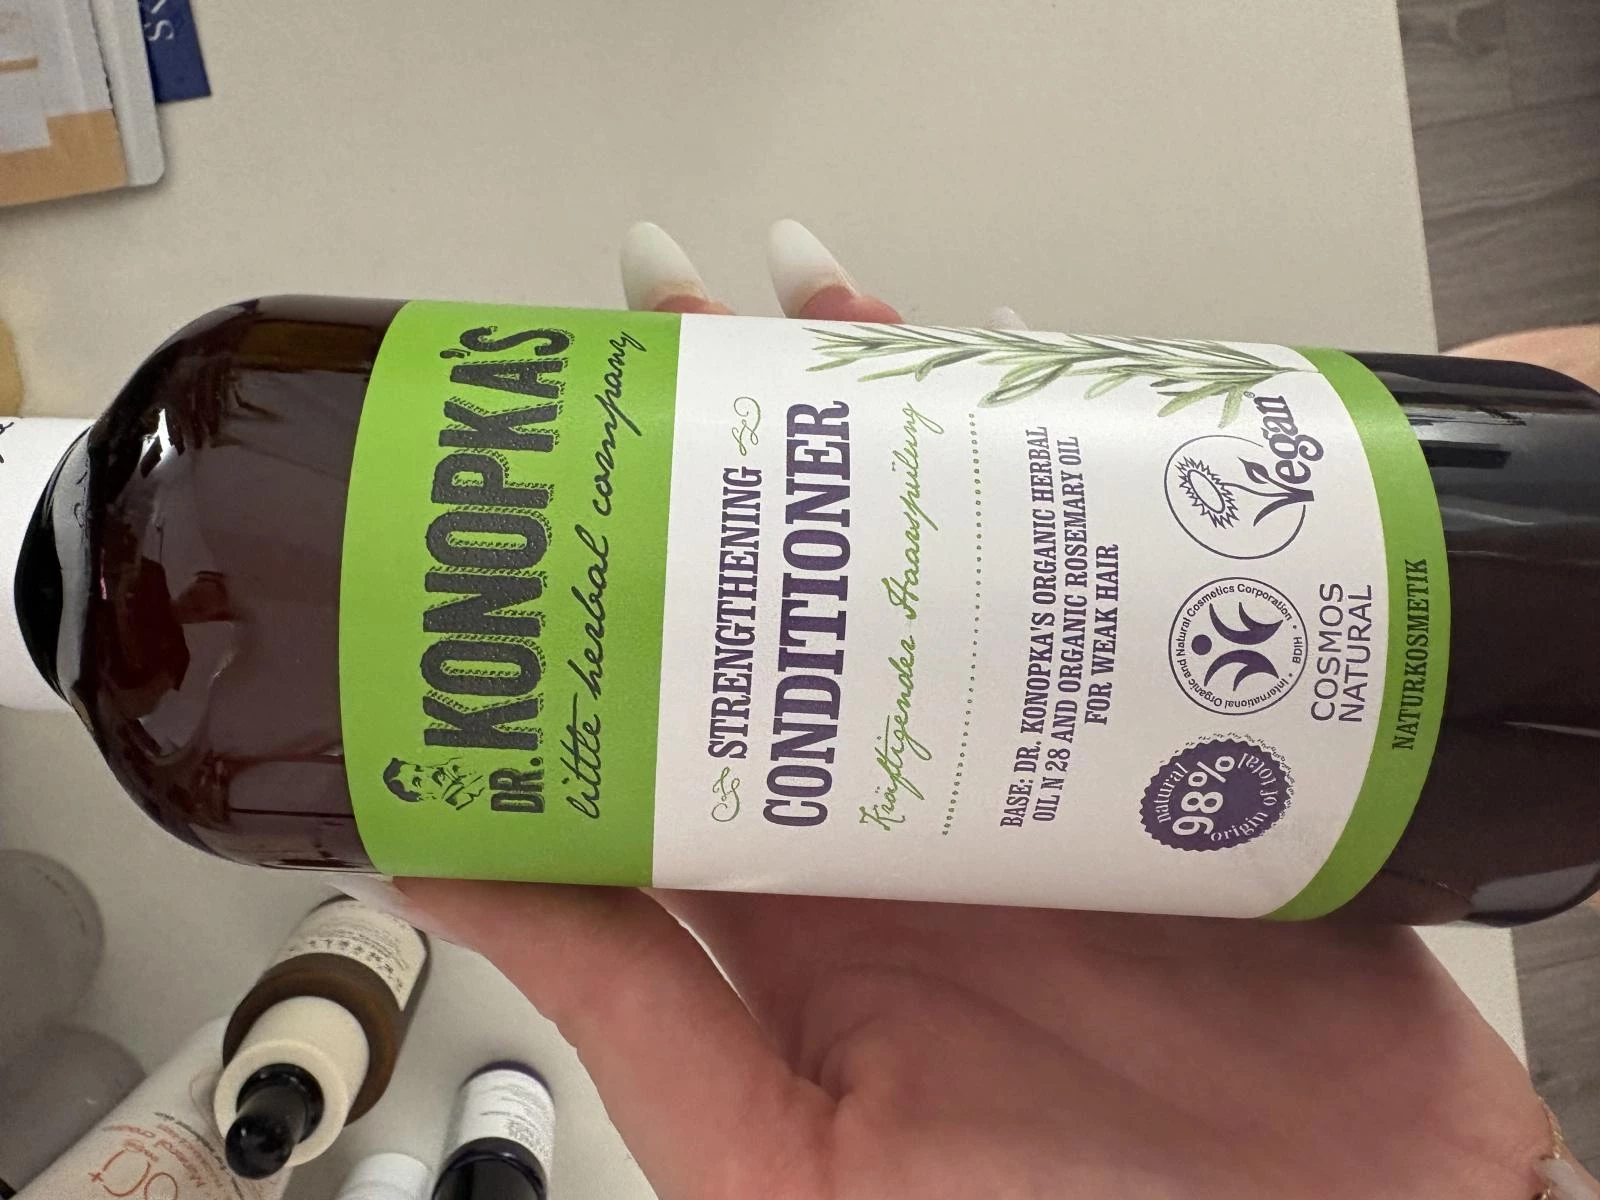 DR. KONOPKA'S
little herbal company
STRENGTHENING
CONDITIONER
Kräftigender Haarspülung
BASE: DR. KONOPKA'S ORGANIC HERBAL
OIL N 28 AND ORGANIC ROSEMARY OIL
FOR WEAK HAIR
natural
98%
origin of total
International Organic and Natural Cosmetics Corporation • BDIH •
COSMOS
NATURAL
Vegan
NATURKOSMETIK